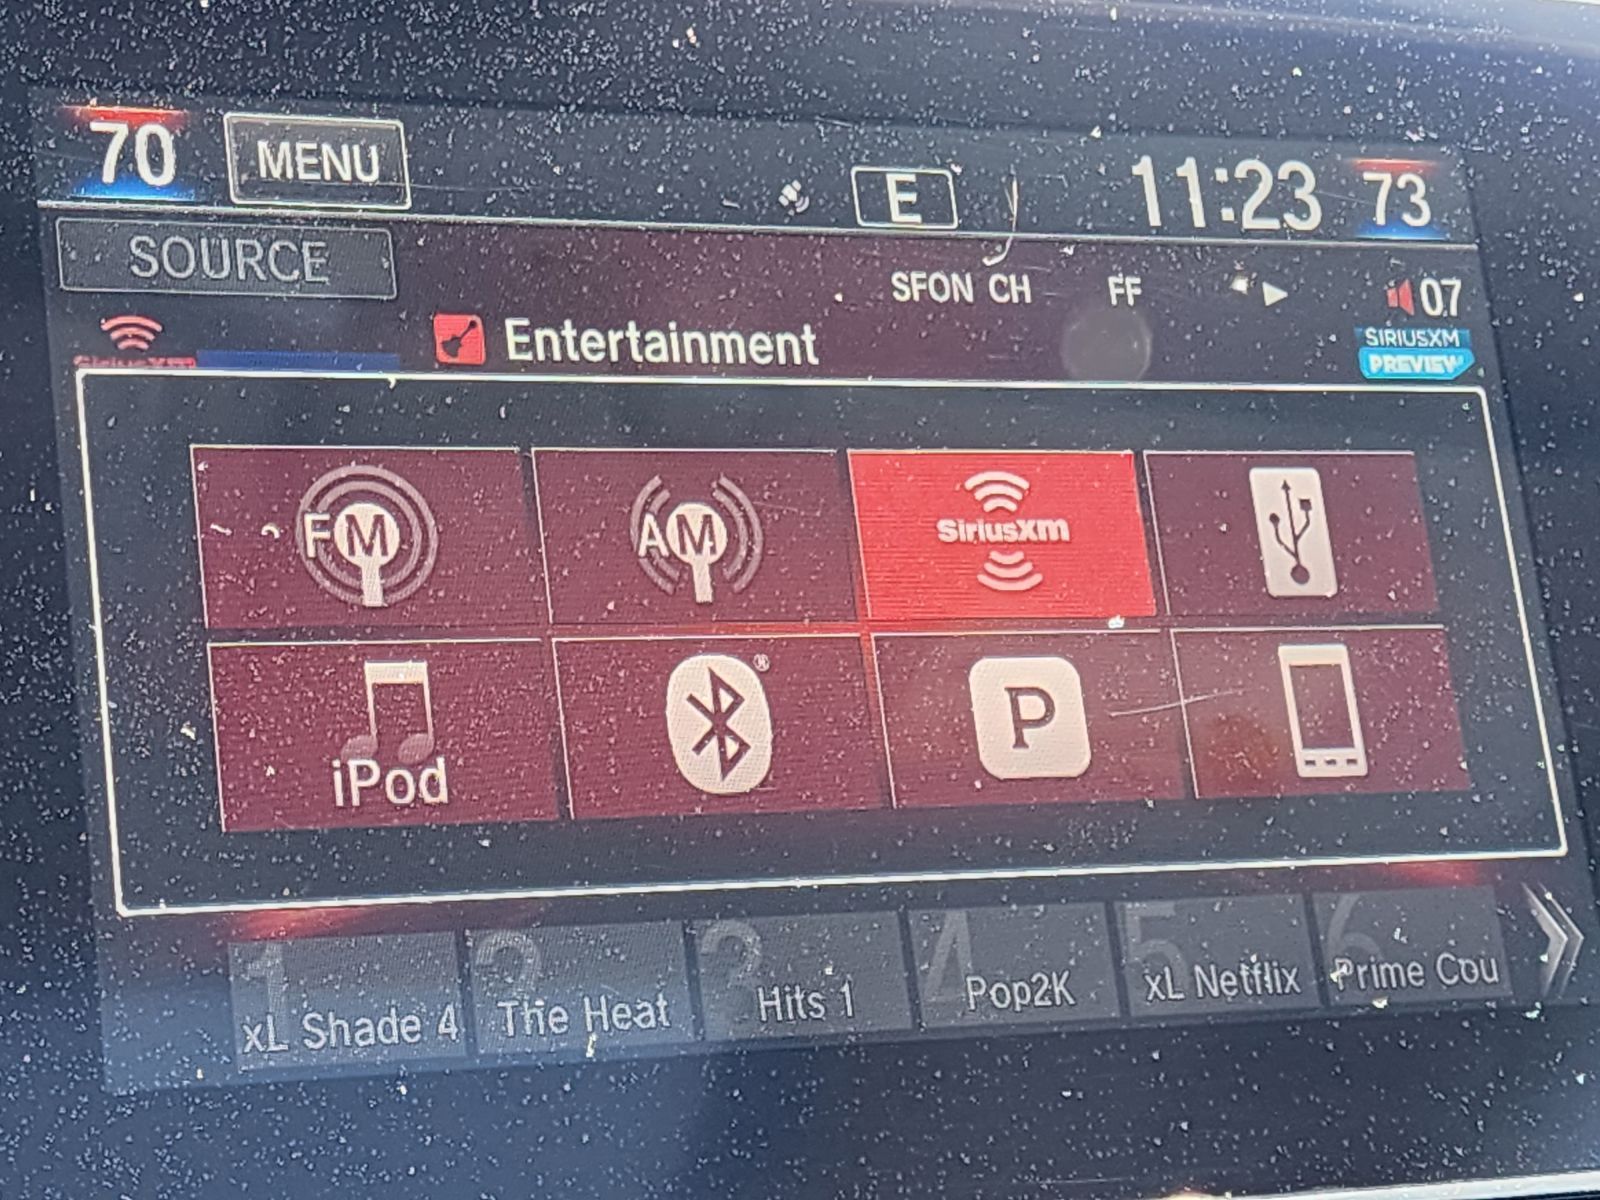 70 MENU E 11:23 73
SOURCE
SFON CH FF 07
SiriusXM
Entertainment
SIRIUSXM
PREVIEW
FM AM SiriusXm
iPod ® P
1 2 3 4 5 6
xL Shade 4 The Heat Hits 1 Pop2K xL Netflix Prime Cou